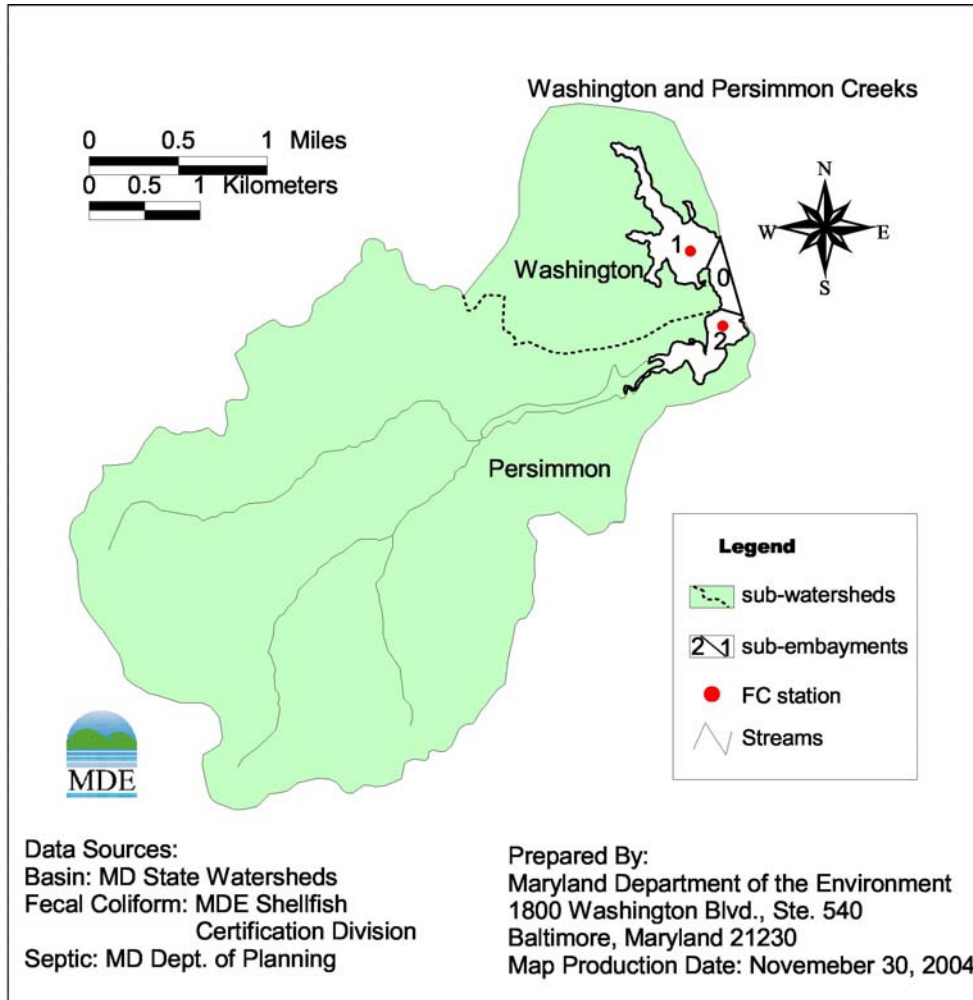 Washington and Persimmon Creeks
0 0.5 1 Miles
0 0.5 1 Kilometers
N
W E
S
1
Washington
0
2
Persimmon
Legend
sub-watersheds
2 1 sub-embayments
FC station
Streams
MDE
Data Sources:
Basin: MD State Watersheds
Fecal Coliform: MDE Shellfish
Certification Division
Septic: MD Dept. of Planning
Prepared By:
Maryland Department of the Environment
1800 Washington Blvd., Ste. 540
Baltimore, Maryland 21230
Map Production Date: Novemeber 30, 2004